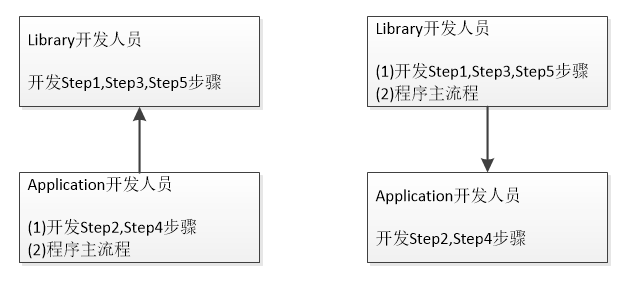 Library开发人员
开发Step1,Step3,Step5步骤
Application开发人员
(1)开发Step2,Step4步骤
(2)程序主流程
Library开发人员
(1)开发Step1,Step3,Step5步骤
(2)程序主流程
Application开发人员
开发Step2,Step4步骤